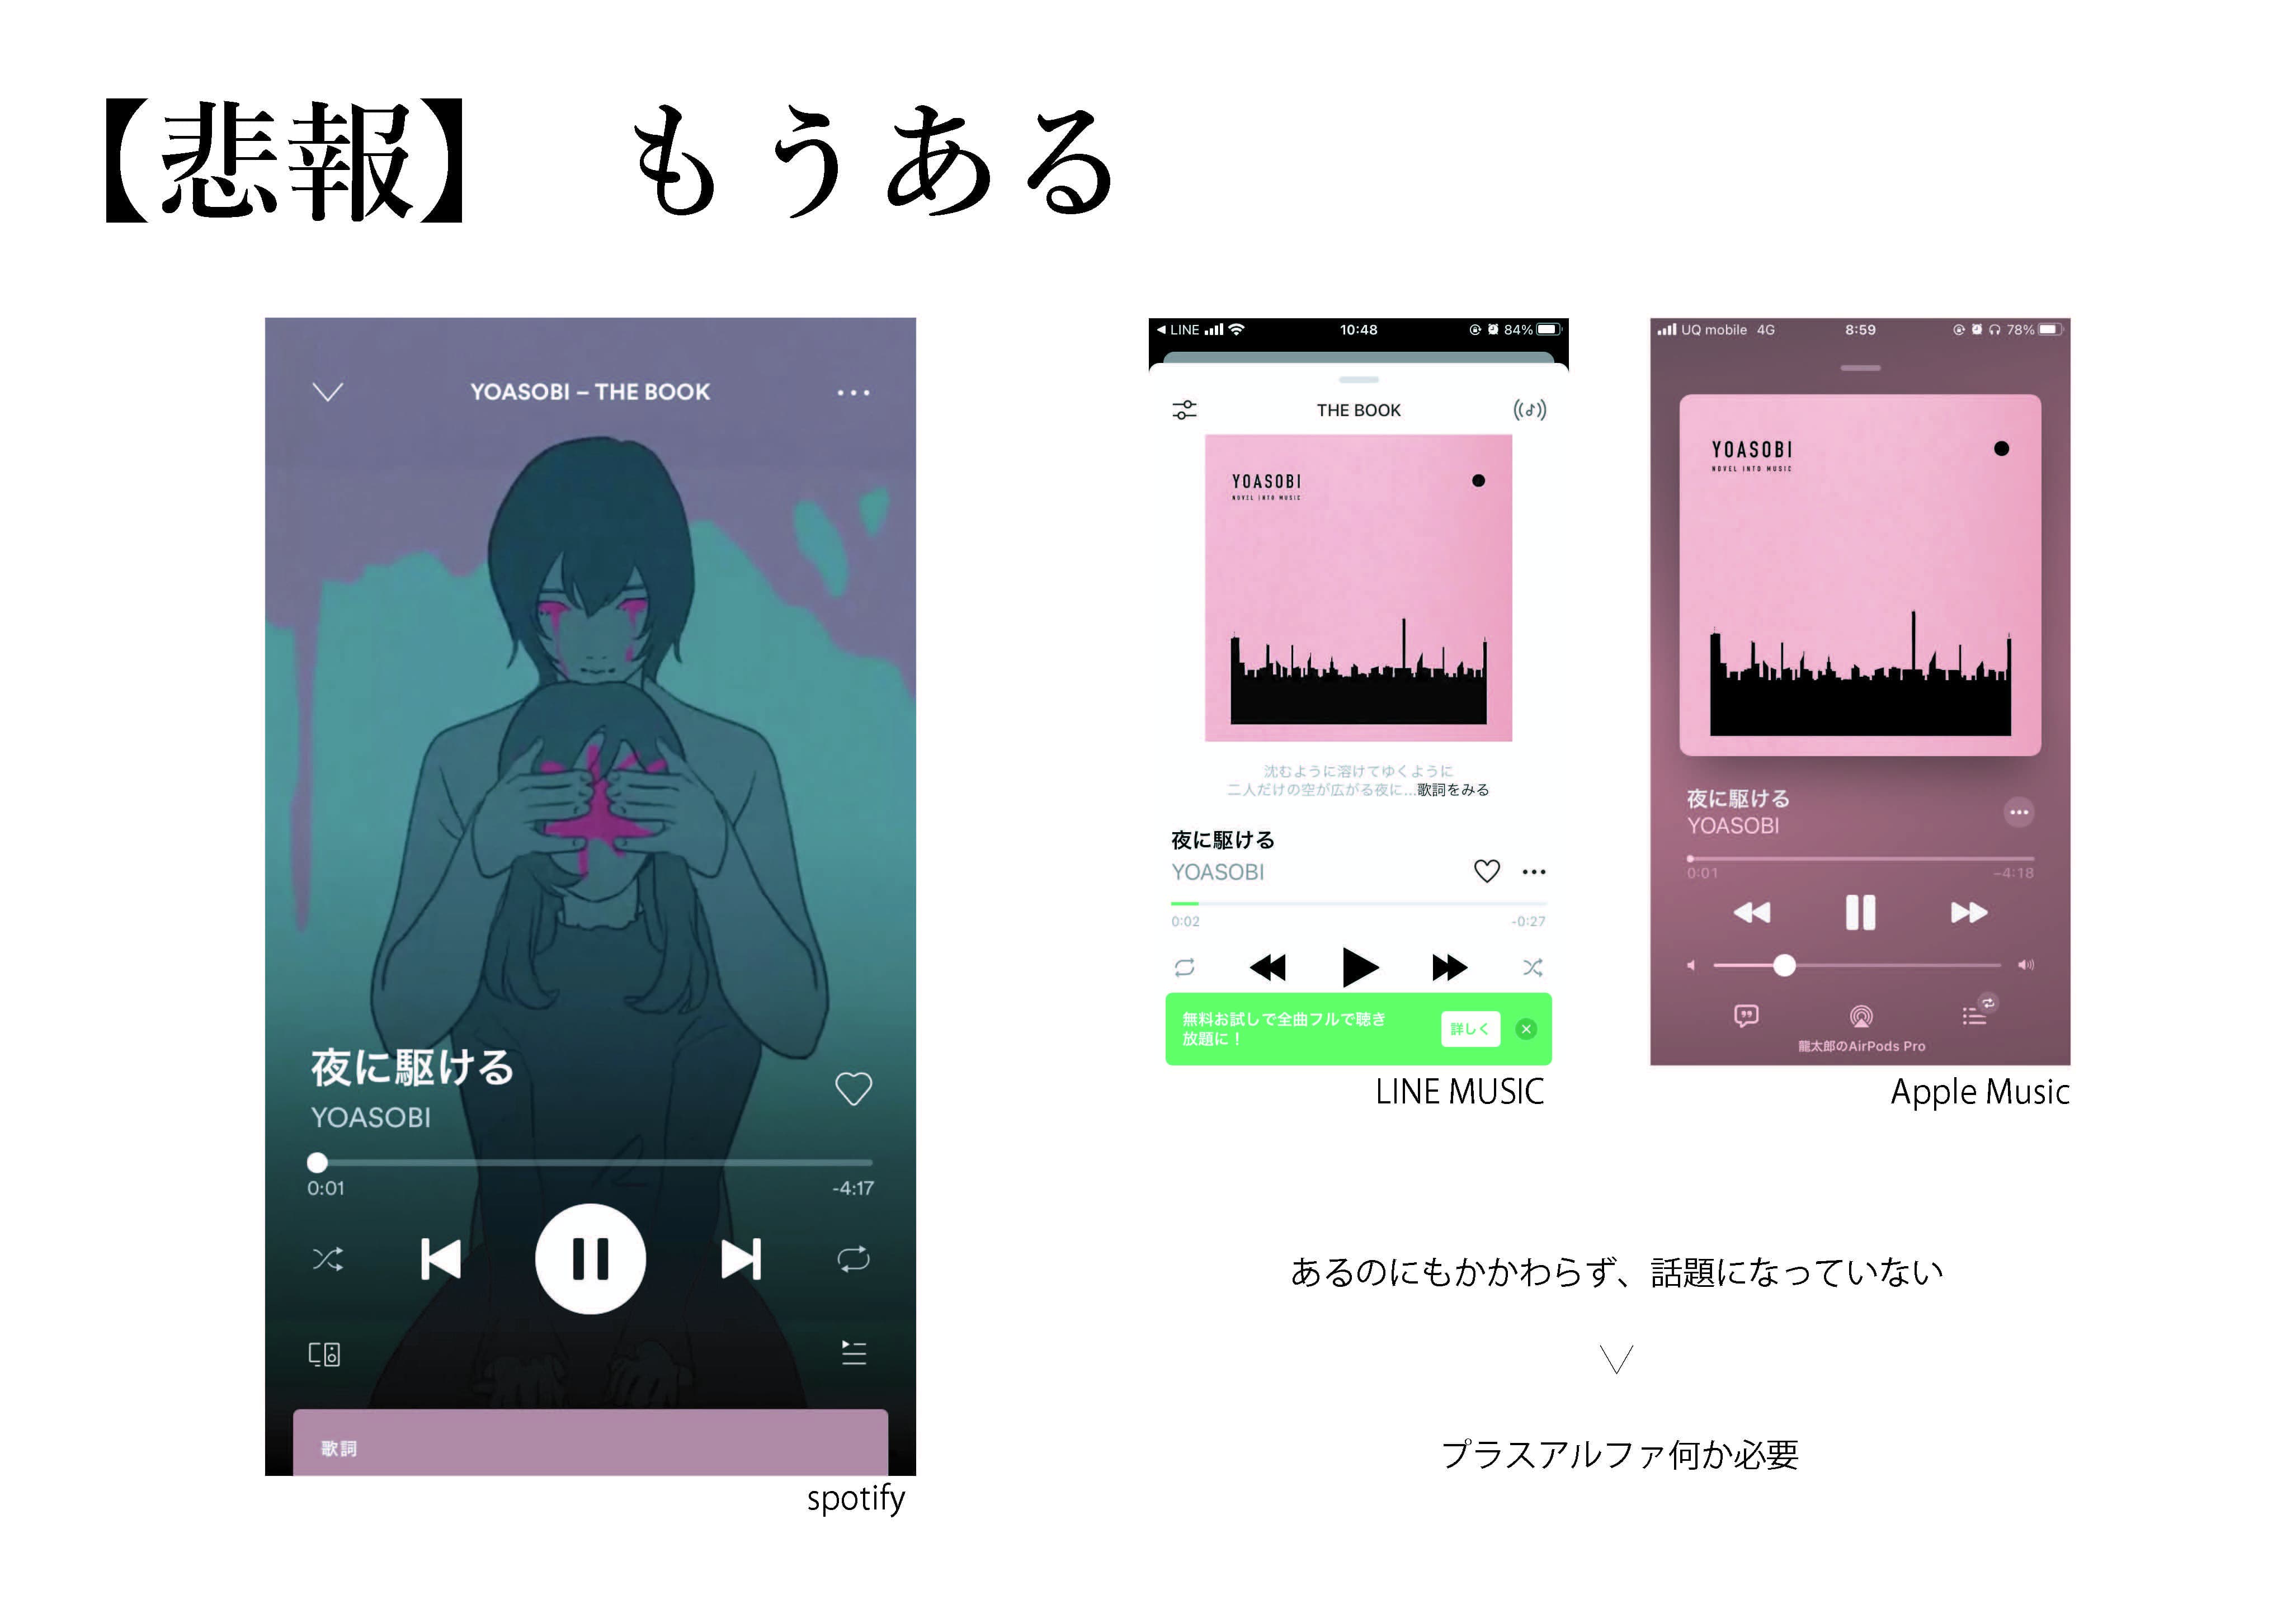 【悲報】 もうある
YOASOBI – THE BOOK
夜に駆ける
YOASOBI
0:01
-4:17
歌詞
spotify
LINE
10:48
84%
THE BOOK
YOASOBI
NOVEL INTO MUSIC
沈むように溶けてゆくように
二人だけの空が広がる夜に...歌詞をみる
夜に駆ける
YOASOBI
0:02
-0:27
無料お試しで全曲フルで聴き
放題に！
詳しく
LINE MUSIC
UQ mobile 4G
8:59
78%
YOASOBI
NOVEL INTO MUSIC
夜に駆ける
YOASOBI
0:01
-4:18
龍太郎のAirPods Pro
Apple Music
あるのにもかかわらず、話題になっていない
プラスアルファ何か必要